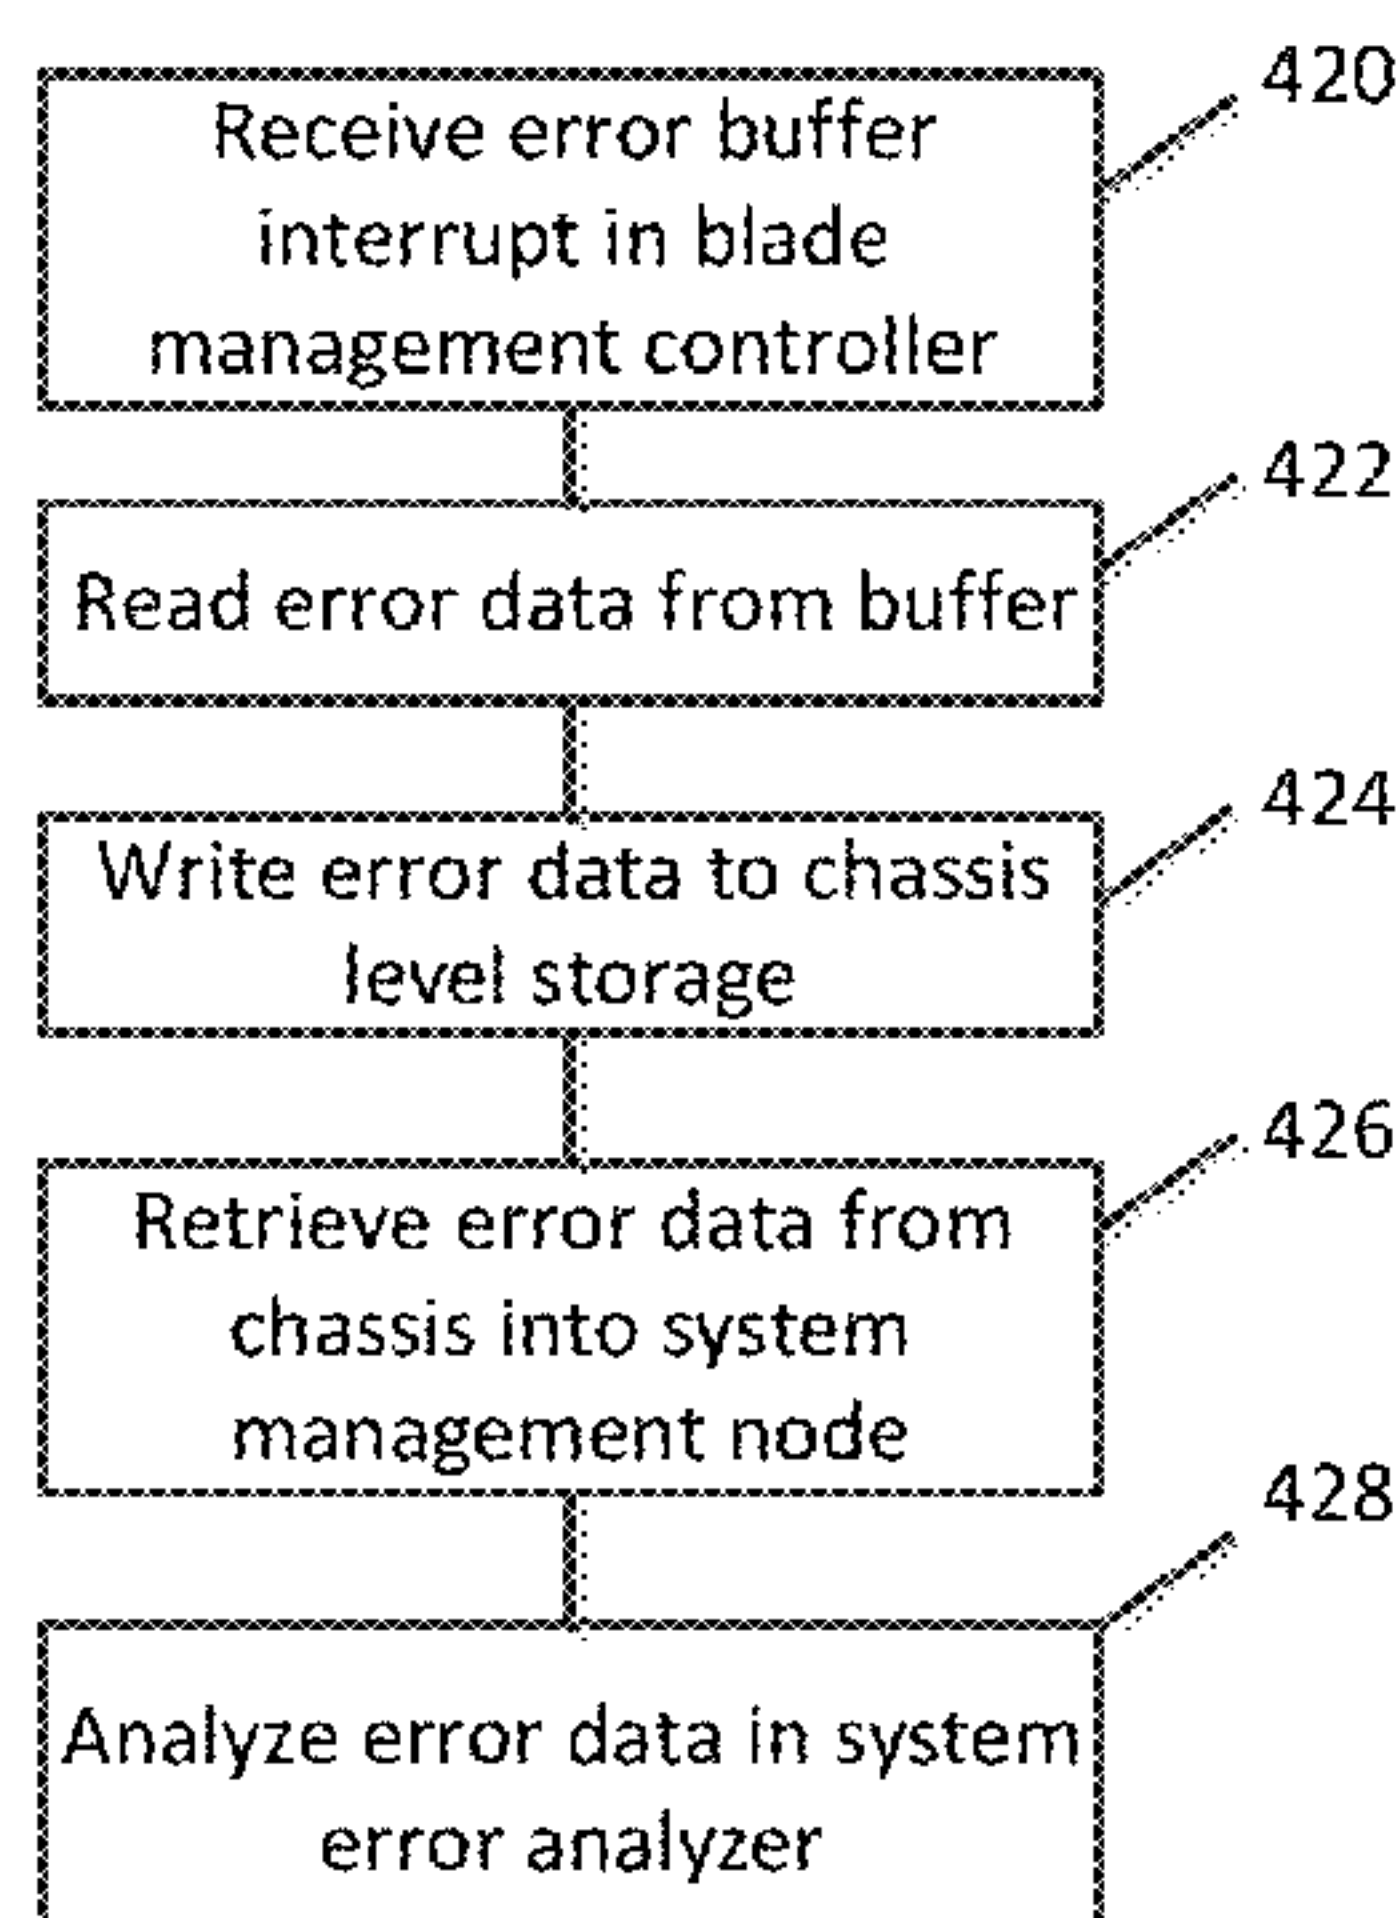 420
Receive error buffer
interrupt in blade
management controller
422
Read error data from buffer
424
Write error data to chassis
level storage
426
Retrieve error data from
chassis into system
management node
428
Analyze error data in system
error analyzer